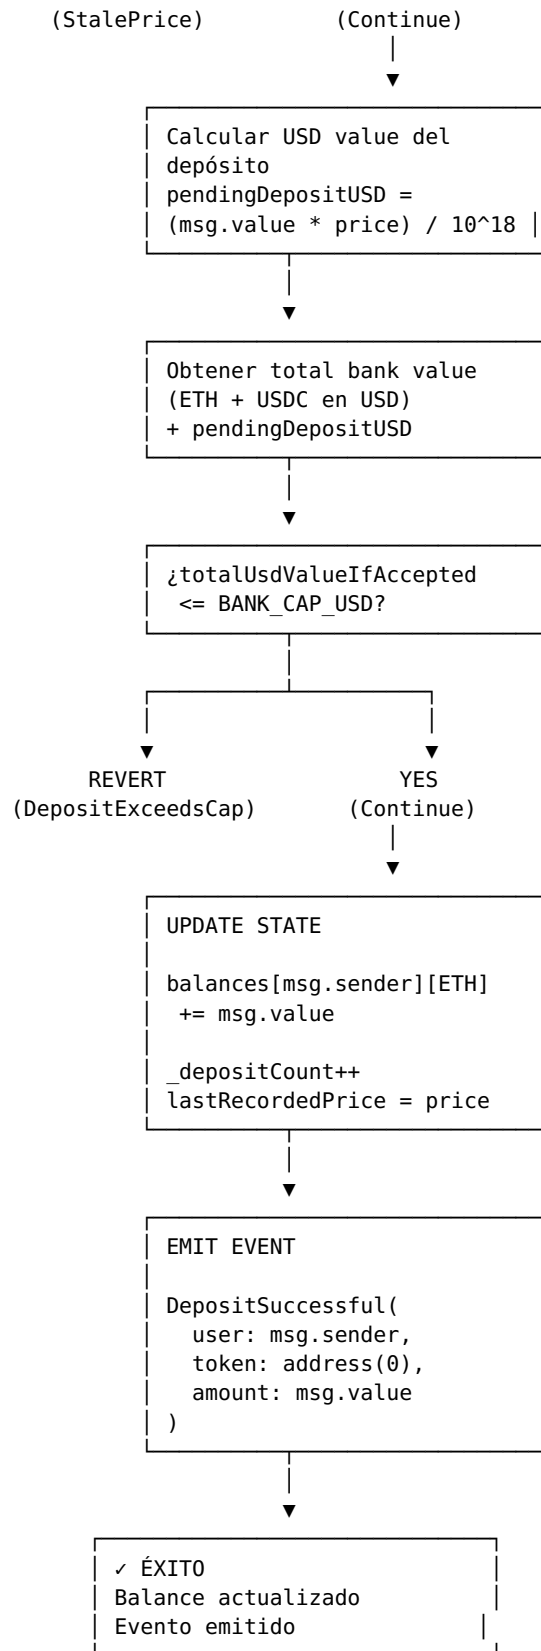 (StalePrice) (Continue)
Calcular USD value del
depósito
pendingDepositUSD =
(msg.value * price) / 10^18
Obtener total bank value
(ETH + USDC en USD)
+ pendingDepositUSD
¿totalUsdValueIfAccepted
<= BANK_CAP_USD?
REVERT YES
(DepositExceedsCap) (Continue)
UPDATE STATE
balances[msg.sender][ETH]
+= msg.value
_depositCount++
lastRecordedPrice = price
EMIT EVENT
DepositSuccessful(
user: msg.sender,
token: address(0),
amount: msg.value
)
✓ ÉXITO
Balance actualizado
Evento emitido